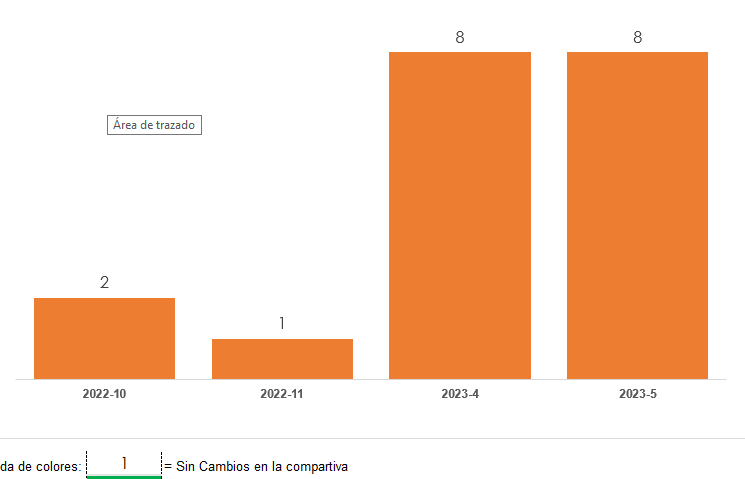 8 8
Área de trazado
2
1
2022-10 2022-11 2023-4 2023-5
da de colores: 1 = Sin Cambios en la compartiva